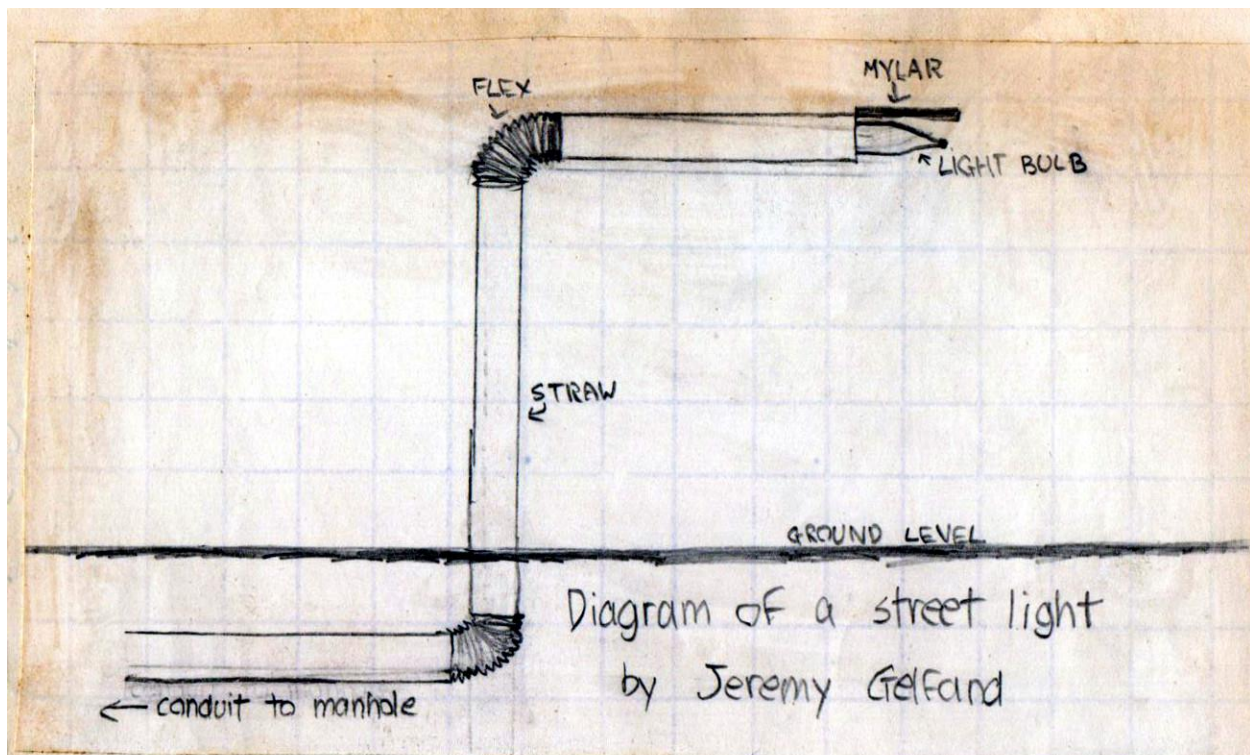 MYLAR
FLEX
LIGHT BULB
STRAW
GROUND LEVEL
Diagram of a street light
by Jeremy Gelfand
conduit to manhole